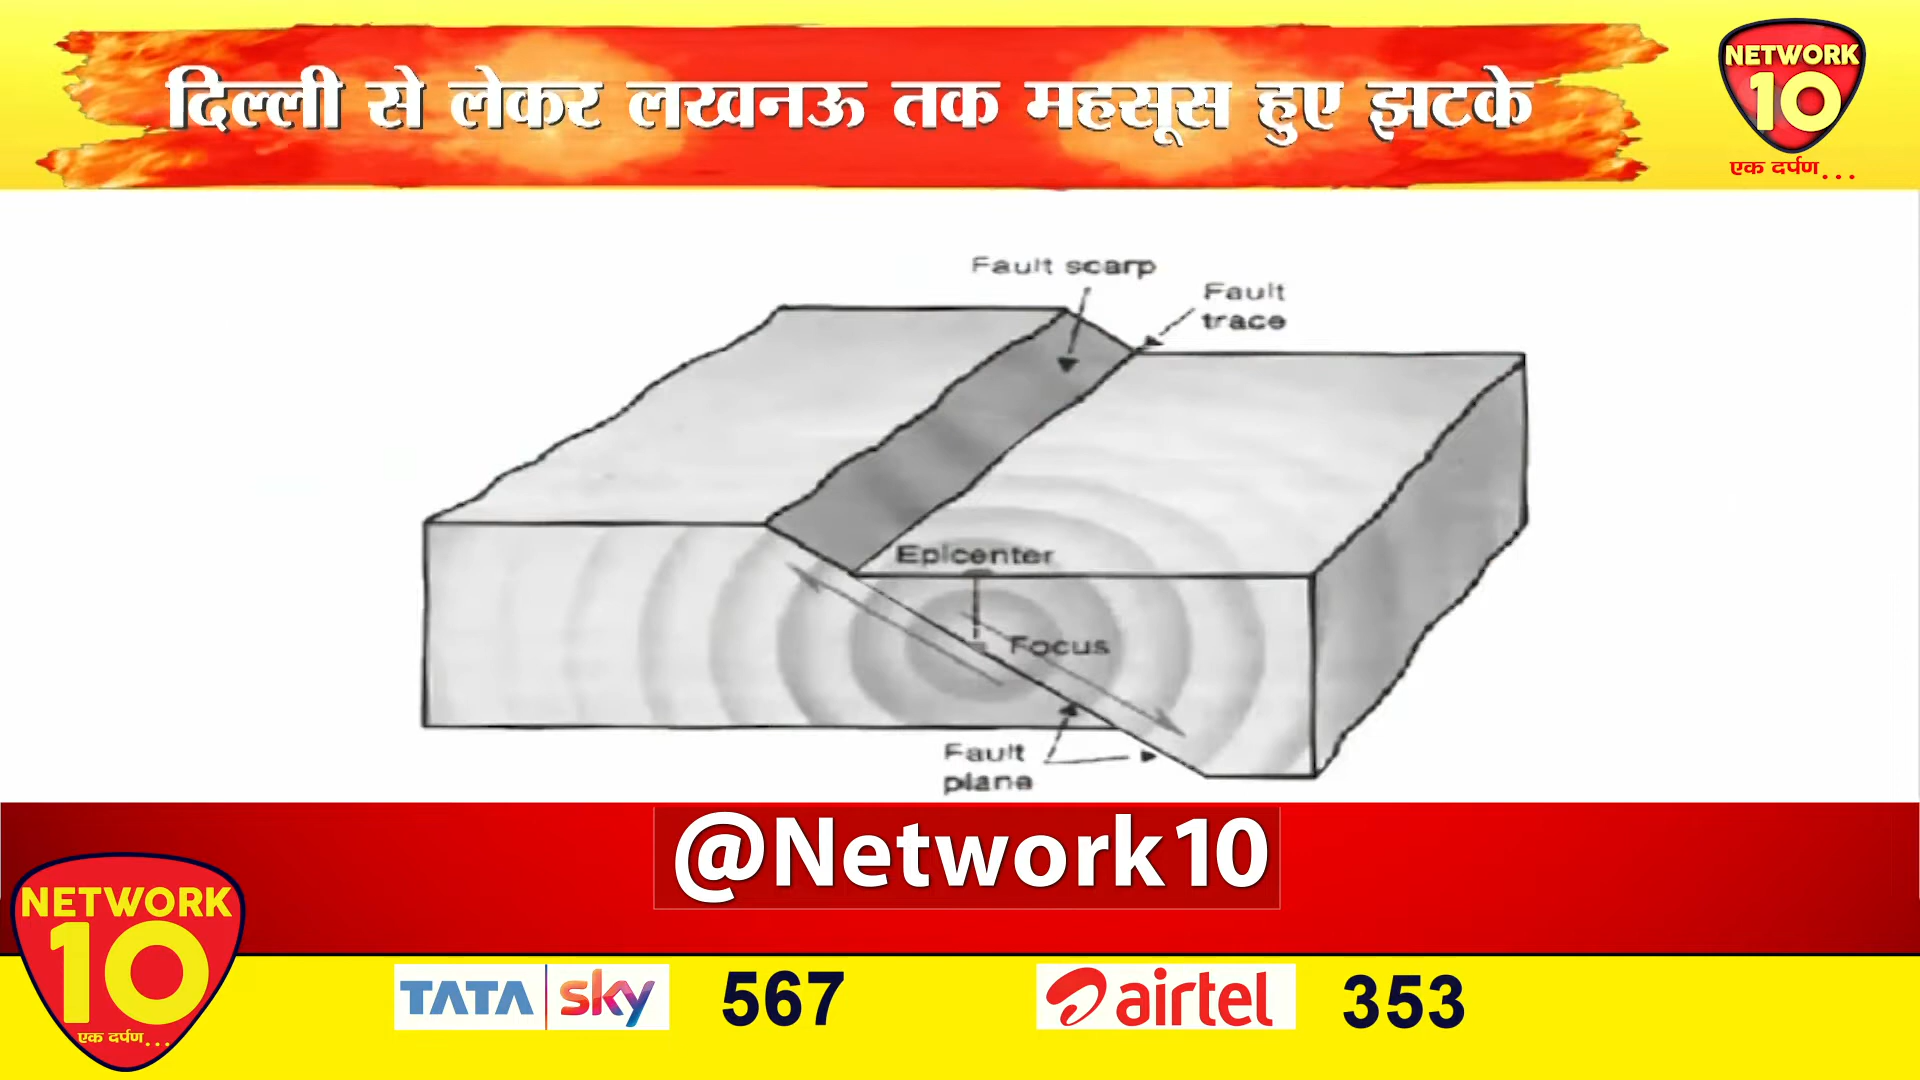 दिल्ली से लेकर लखनऊ तक महसूस हुए झटके
NETWORK
10
एक दर्पण...
Fault scarp
Fault
trace
Epicenter
Focus
Fault
plane
@Network10
NETWORK
10
एक दर्पण...
TATA sky 567 airtel 353